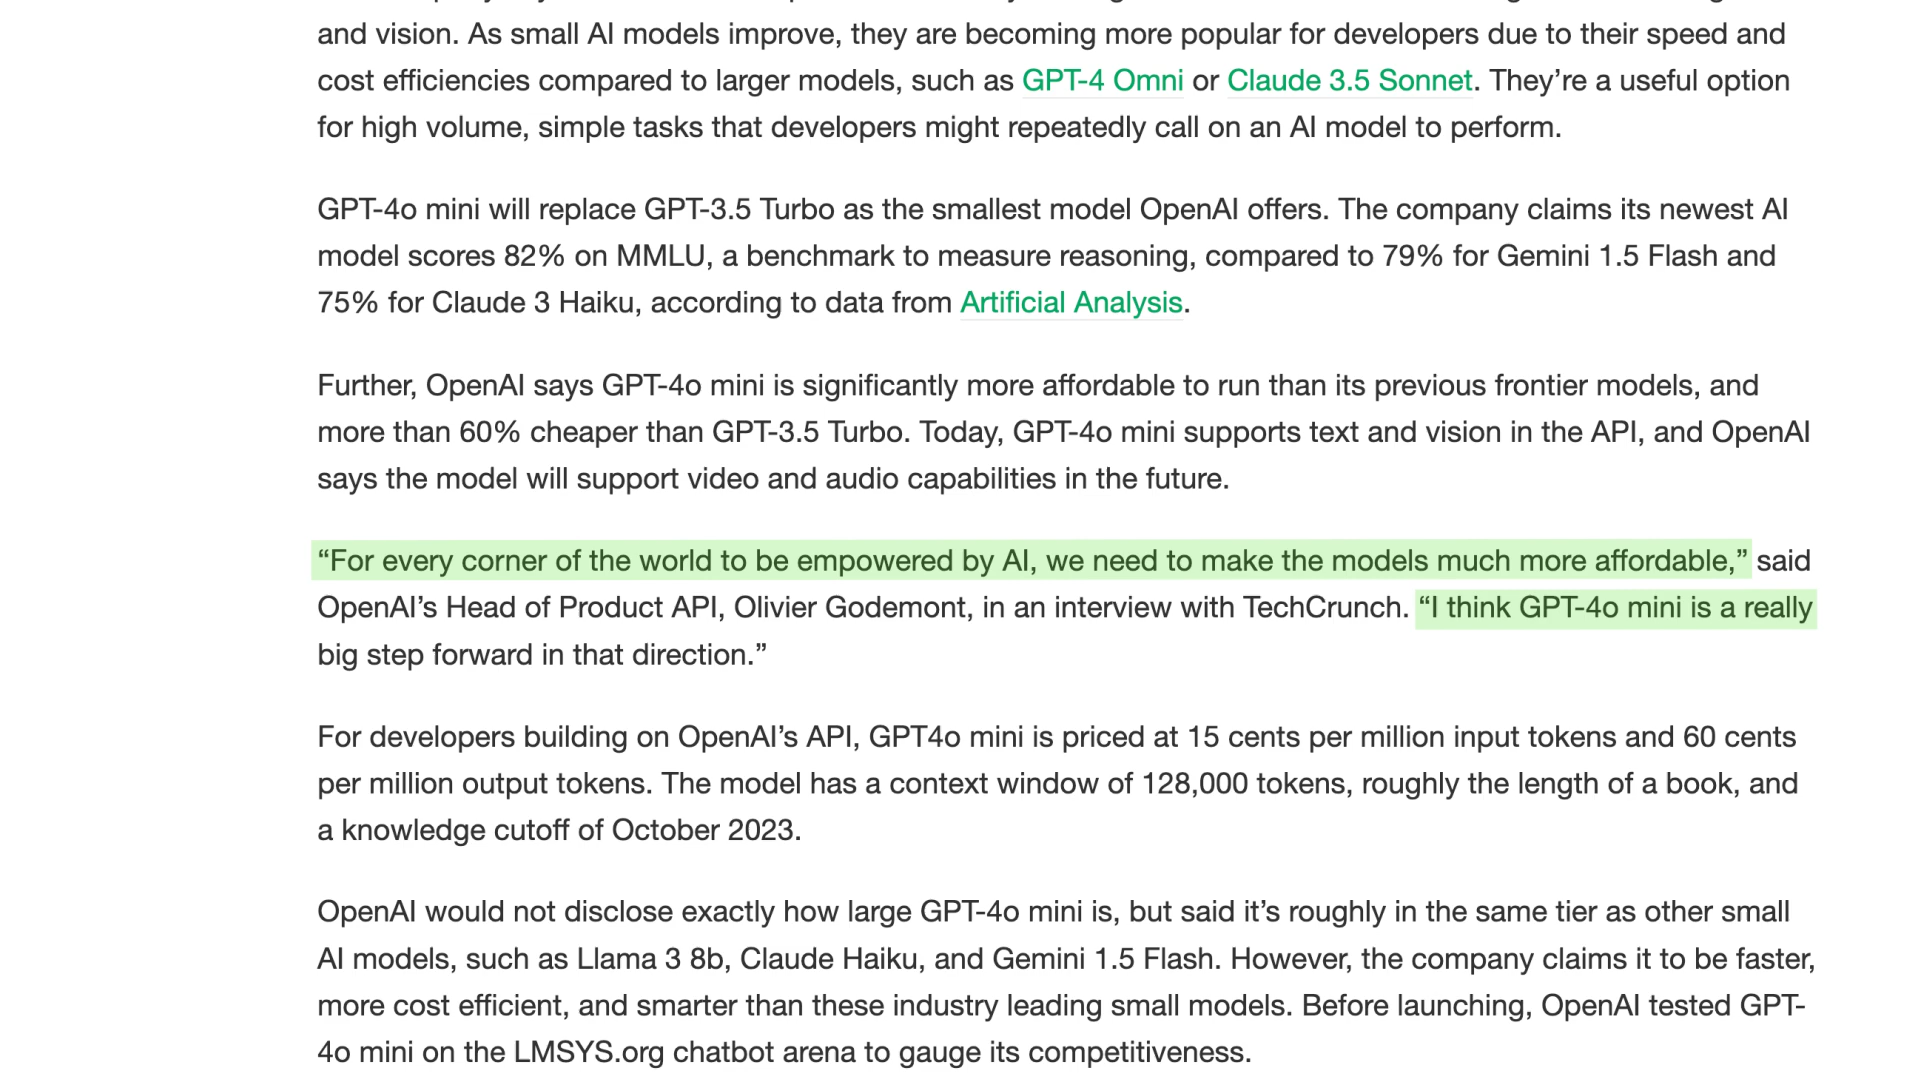 and vision. As small AI models improve, they are becoming more popular for developers due to their speed and
cost efficiencies compared to larger models, such as GPT-4 Omni or Claude 3.5 Sonnet. They’re a useful option
for high volume, simple tasks that developers might repeatedly call on an AI model to perform.
GPT-4o mini will replace GPT-3.5 Turbo as the smallest model OpenAI offers. The company claims its newest AI
model scores 82% on MMLU, a benchmark to measure reasoning, compared to 79% for Gemini 1.5 Flash and
75% for Claude 3 Haiku, according to data from Artificial Analysis.
Further, OpenAI says GPT-4o mini is significantly more affordable to run than its previous frontier models, and
more than 60% cheaper than GPT-3.5 Turbo. Today, GPT-4o mini supports text and vision in the API, and OpenAI
says the model will support video and audio capabilities in the future.
“For every corner of the world to be empowered by AI, we need to make the models much more affordable,” said
OpenAI’s Head of Product API, Olivier Godemont, in an interview with TechCrunch. “I think GPT-4o mini is a really
big step forward in that direction.”
For developers building on OpenAI’s API, GPT4o mini is priced at 15 cents per million input tokens and 60 cents
per million output tokens. The model has a context window of 128,000 tokens, roughly the length of a book, and
a knowledge cutoff of October 2023.
OpenAI would not disclose exactly how large GPT-4o mini is, but said it’s roughly in the same tier as other small
AI models, such as Llama 3 8b, Claude Haiku, and Gemini 1.5 Flash. However, the company claims it to be faster,
more cost efficient, and smarter than these industry leading small models. Before launching, OpenAI tested GPT-
4o mini on the LMSYS.org chatbot arena to gauge its competitiveness.